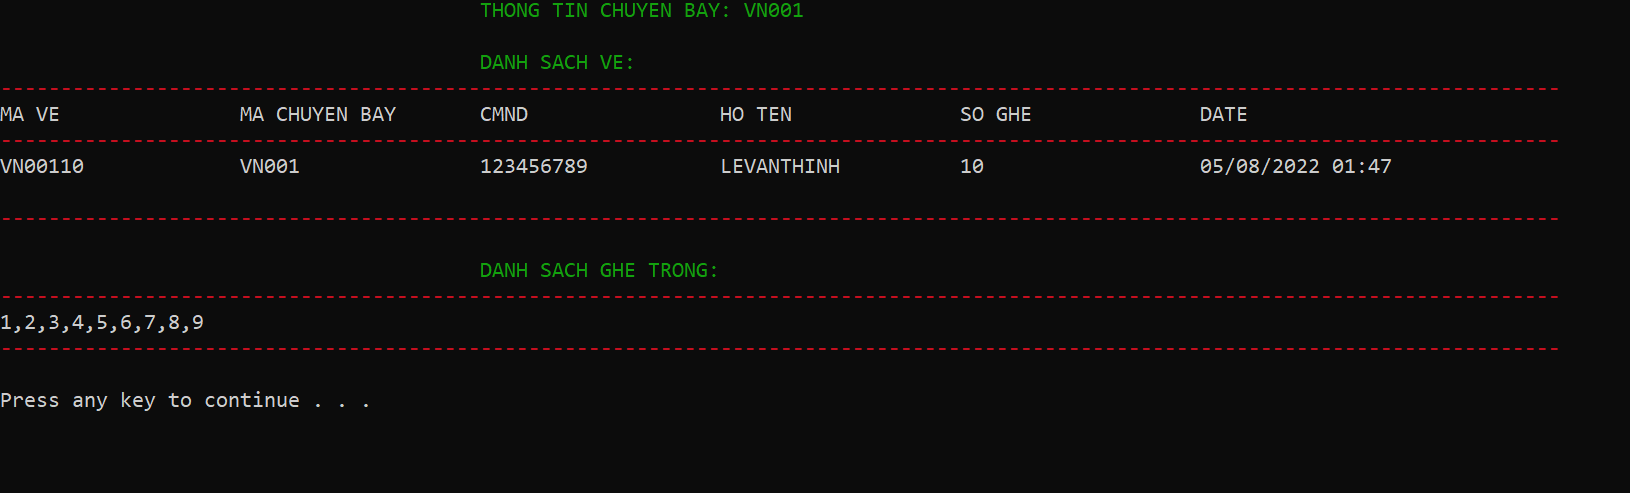 THONG TIN CHUYEN BAY: VN001
DANH SACH VE:
MA VE MA CHUYEN BAY CMND HO TEN SO GHE DATE
VN00110 VN001 123456789 LEVANTHINH 10 05/08/2022 01:47
DANH SACH GHE TRONG:
1,2,3,4,5,6,7,8,9
Press any key to continue . . .